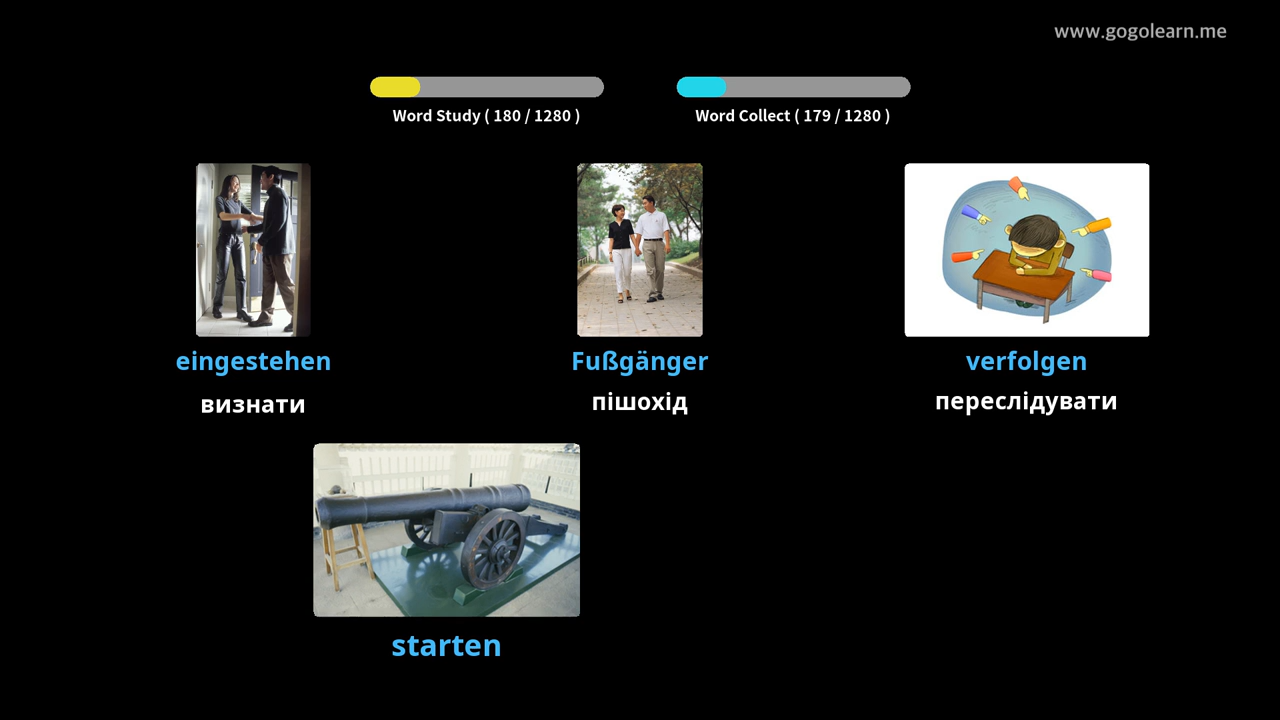 www.gogolearn.me
Word Study ( 180 / 1280 )
Word Collect ( 179 / 1280 )
eingestehen
Fußgänger
verfolgen
визнати
пішохід
переслідувати
starten